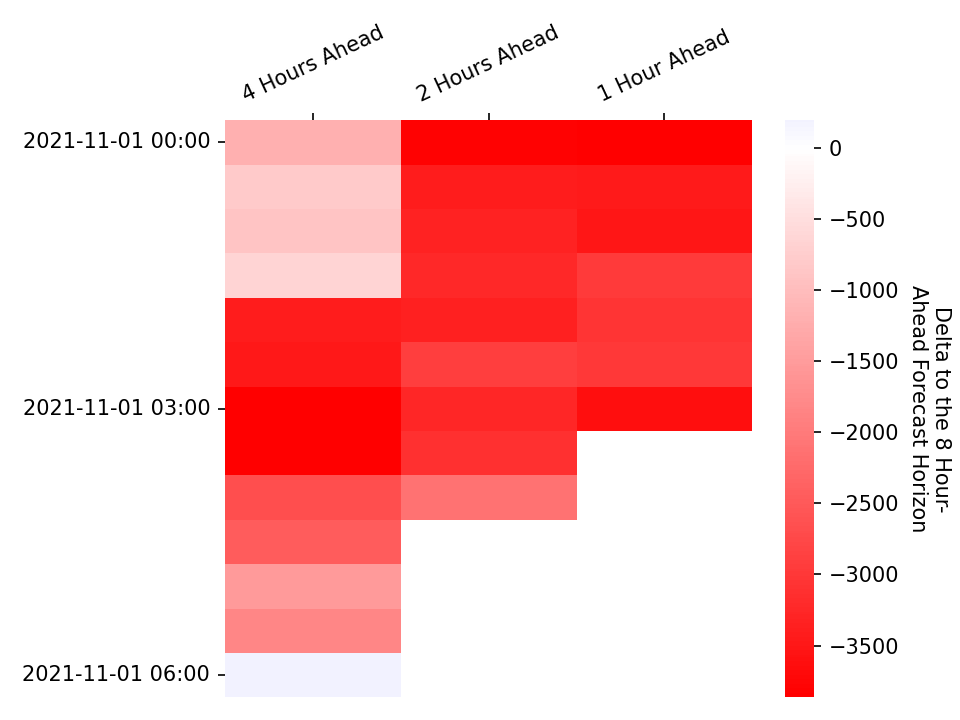 4 Hours Ahead
2 Hours Ahead
1 Hour Ahead
2021-11-01 00:00
2021-11-01 03:00
2021-11-01 06:00
0
−500
−1000
−1500
−2000
−2500
−3000
−3500
Delta to the 8 Hour-
Ahead Forecast Horizon